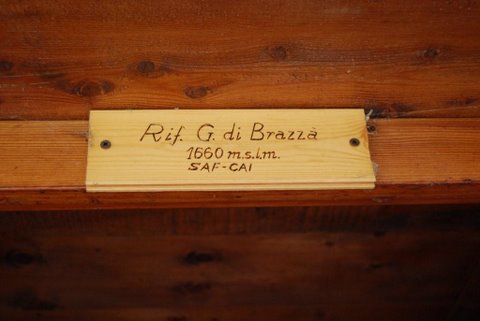 Rif. G. di Brazzà
1660 m.s.l.m.
SAF-CAI